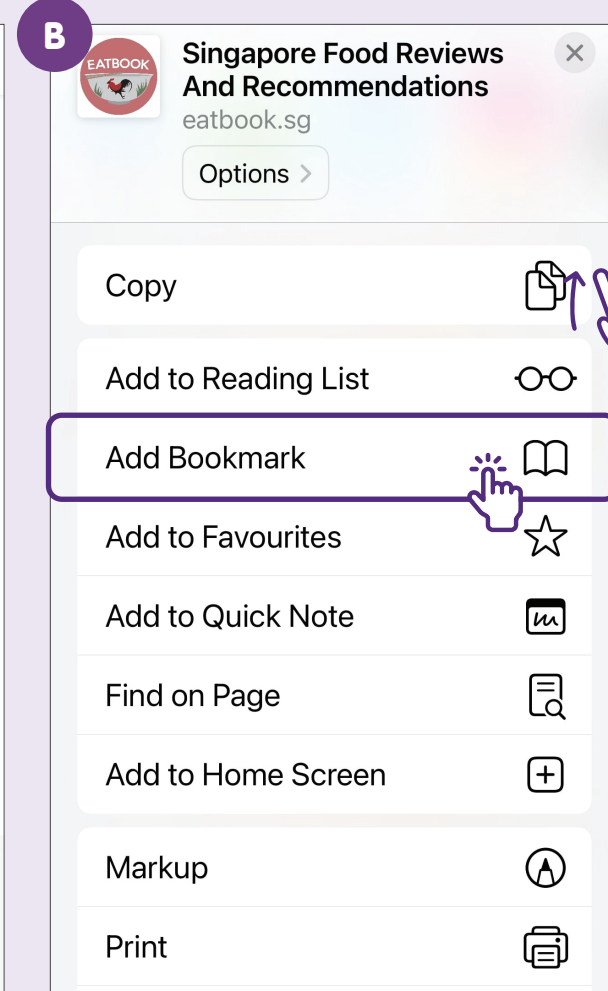 B
EATBOOK
Singapore Food Reviews
And Recommendations
eatbook.sg
Options
Copy
Add to Reading List
Add Bookmark
Add to Favourites
Add to Quick Note
Find on Page
Add to Home Screen
Markup
Print